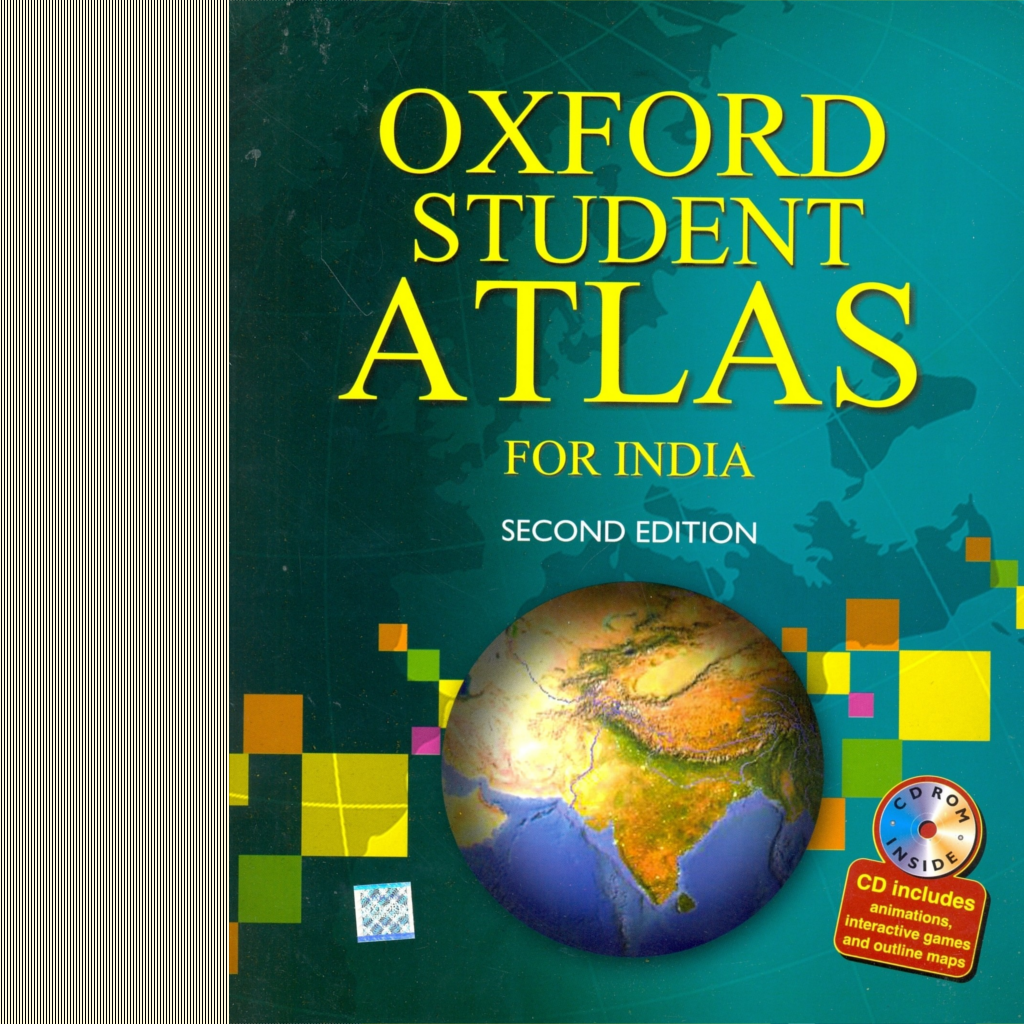 OXFORD
STUDENT
ATLAS
FOR INDIA
SECOND EDITION
CD ROM
INSIDE
CD includes
animations,
interactive games
and outline maps